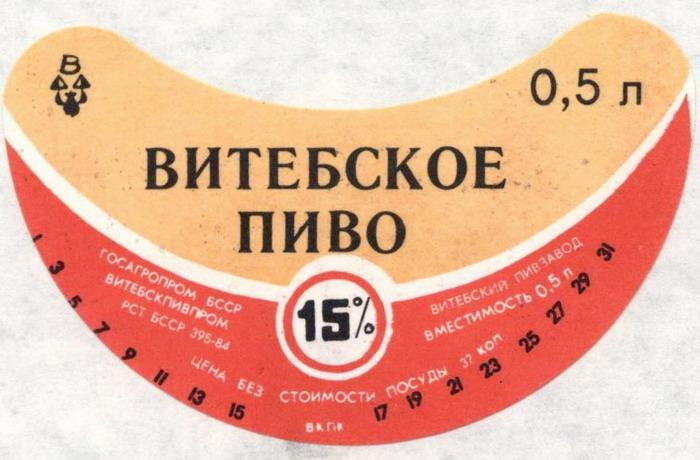 В
0,5 л
ВИТЕБСКОЕ
ПИВО
ГОСАГРОПРОМ БССР
ВИТЕБСКПИВПРОМ
РСТ БССР 395-84
15%
ВИТЕБСКИЙ ПИВЗАВОД
ВМЕСТИМОСТЬ 0,5 л
ЦЕНА БЕЗ СТОИМОСТИ ПОСУДЫ 37 КОП
1 3 5 7 9 11 13 15 17 19 21 23 25 27 29 31
ВКПК